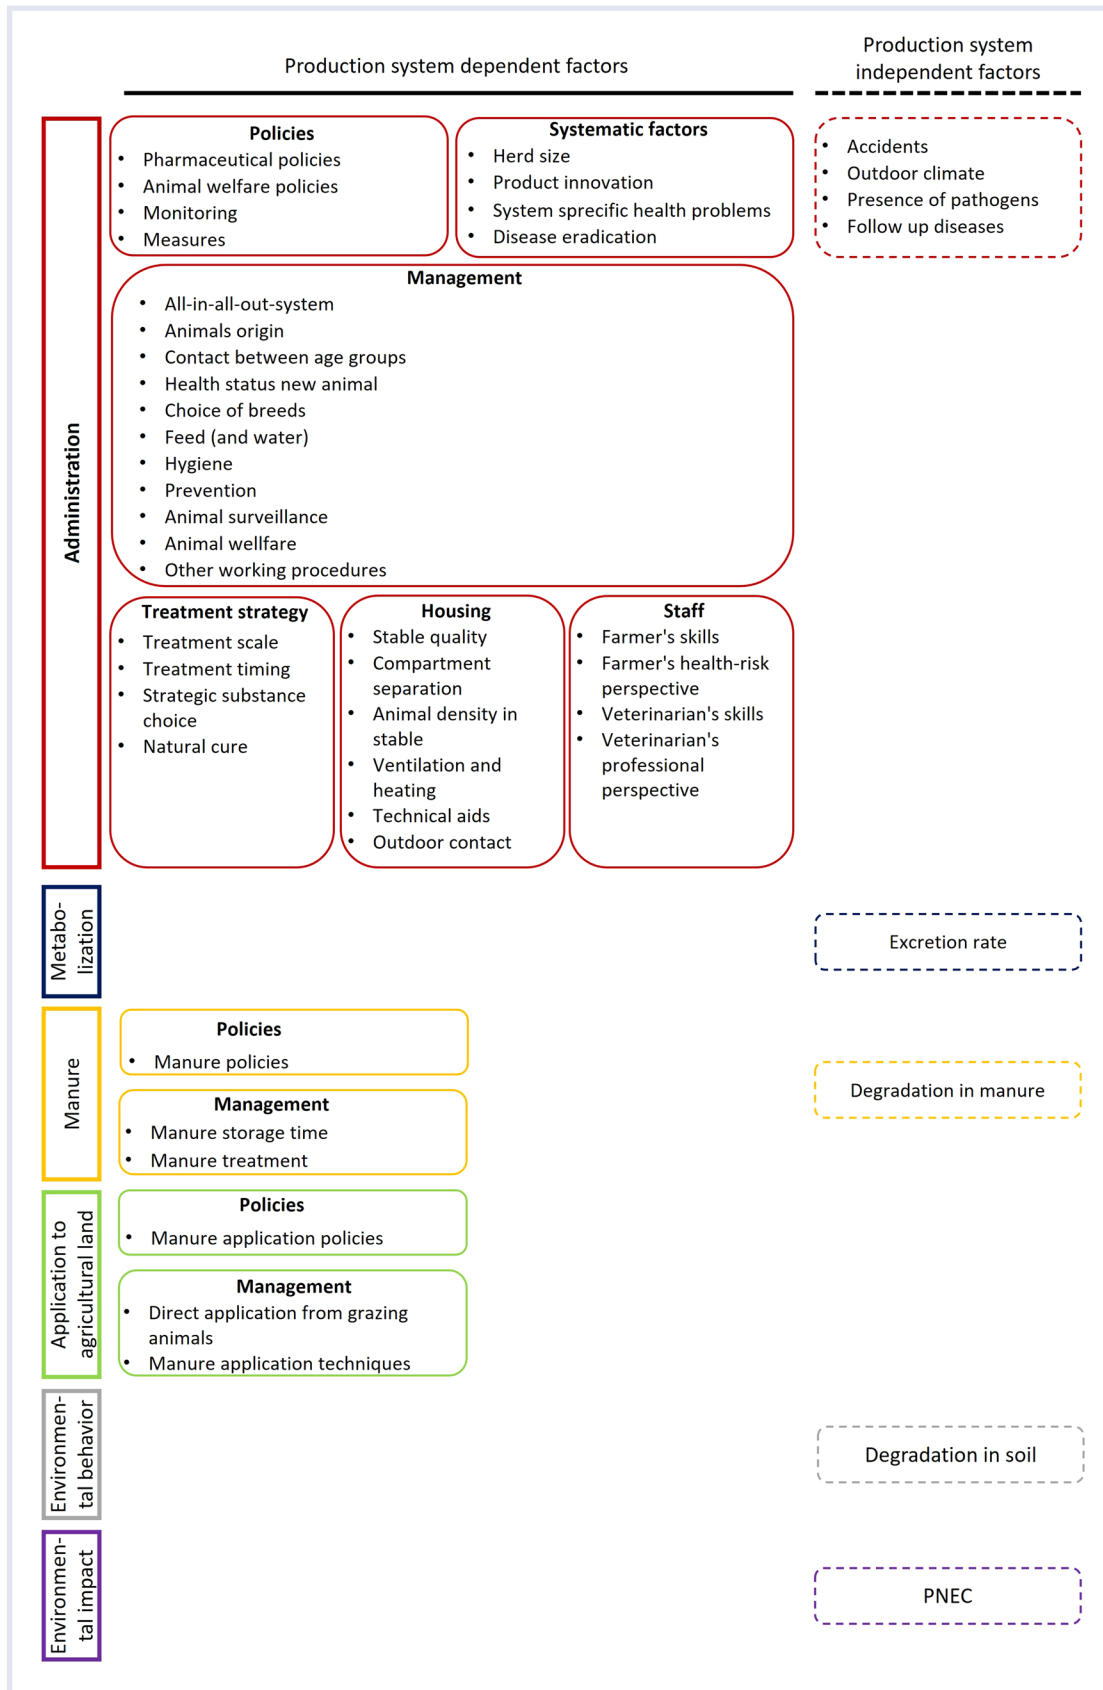 Production system dependent factors
Production system
independent factors
Administration
Policies
• Pharmaceutical policies
• Animal welfare policies
• Monitoring
• Measures
Systematic factors
• Herd size
• Product innovation
• System sprecific health problems
• Disease eradication
• Accidents
• Outdoor climate
• Presence of pathogens
• Follow up diseases
Management
• All-in-all-out-system
• Animals origin
• Contact between age groups
• Health status new animal
• Choice of breeds
• Feed (and water)
• Hygiene
• Prevention
• Animal surveillance
• Animal wellfare
• Other working procedures
Treatment strategy
• Treatment scale
• Treatment timing
• Strategic substance
choice
• Natural cure
Housing
• Stable quality
• Compartment
separation
• Animal density in
stable
• Ventilation and
heating
• Technical aids
• Outdoor contact
Staff
• Farmer's skills
• Farmer's health-risk
perspective
• Veterinarian's skills
• Veterinarian's
professional
perspective
Metabo-
lization
Excretion rate
Manure
Policies
• Manure policies
Management
• Manure storage time
• Manure treatment
Degradation in manure
Application to
agricultural land
Policies
• Manure application policies
Management
• Direct application from grazing
animals
• Manure application techniques
Environmen-
tal behavior
Degradation in soil
Environmen-
tal impact
PNEC